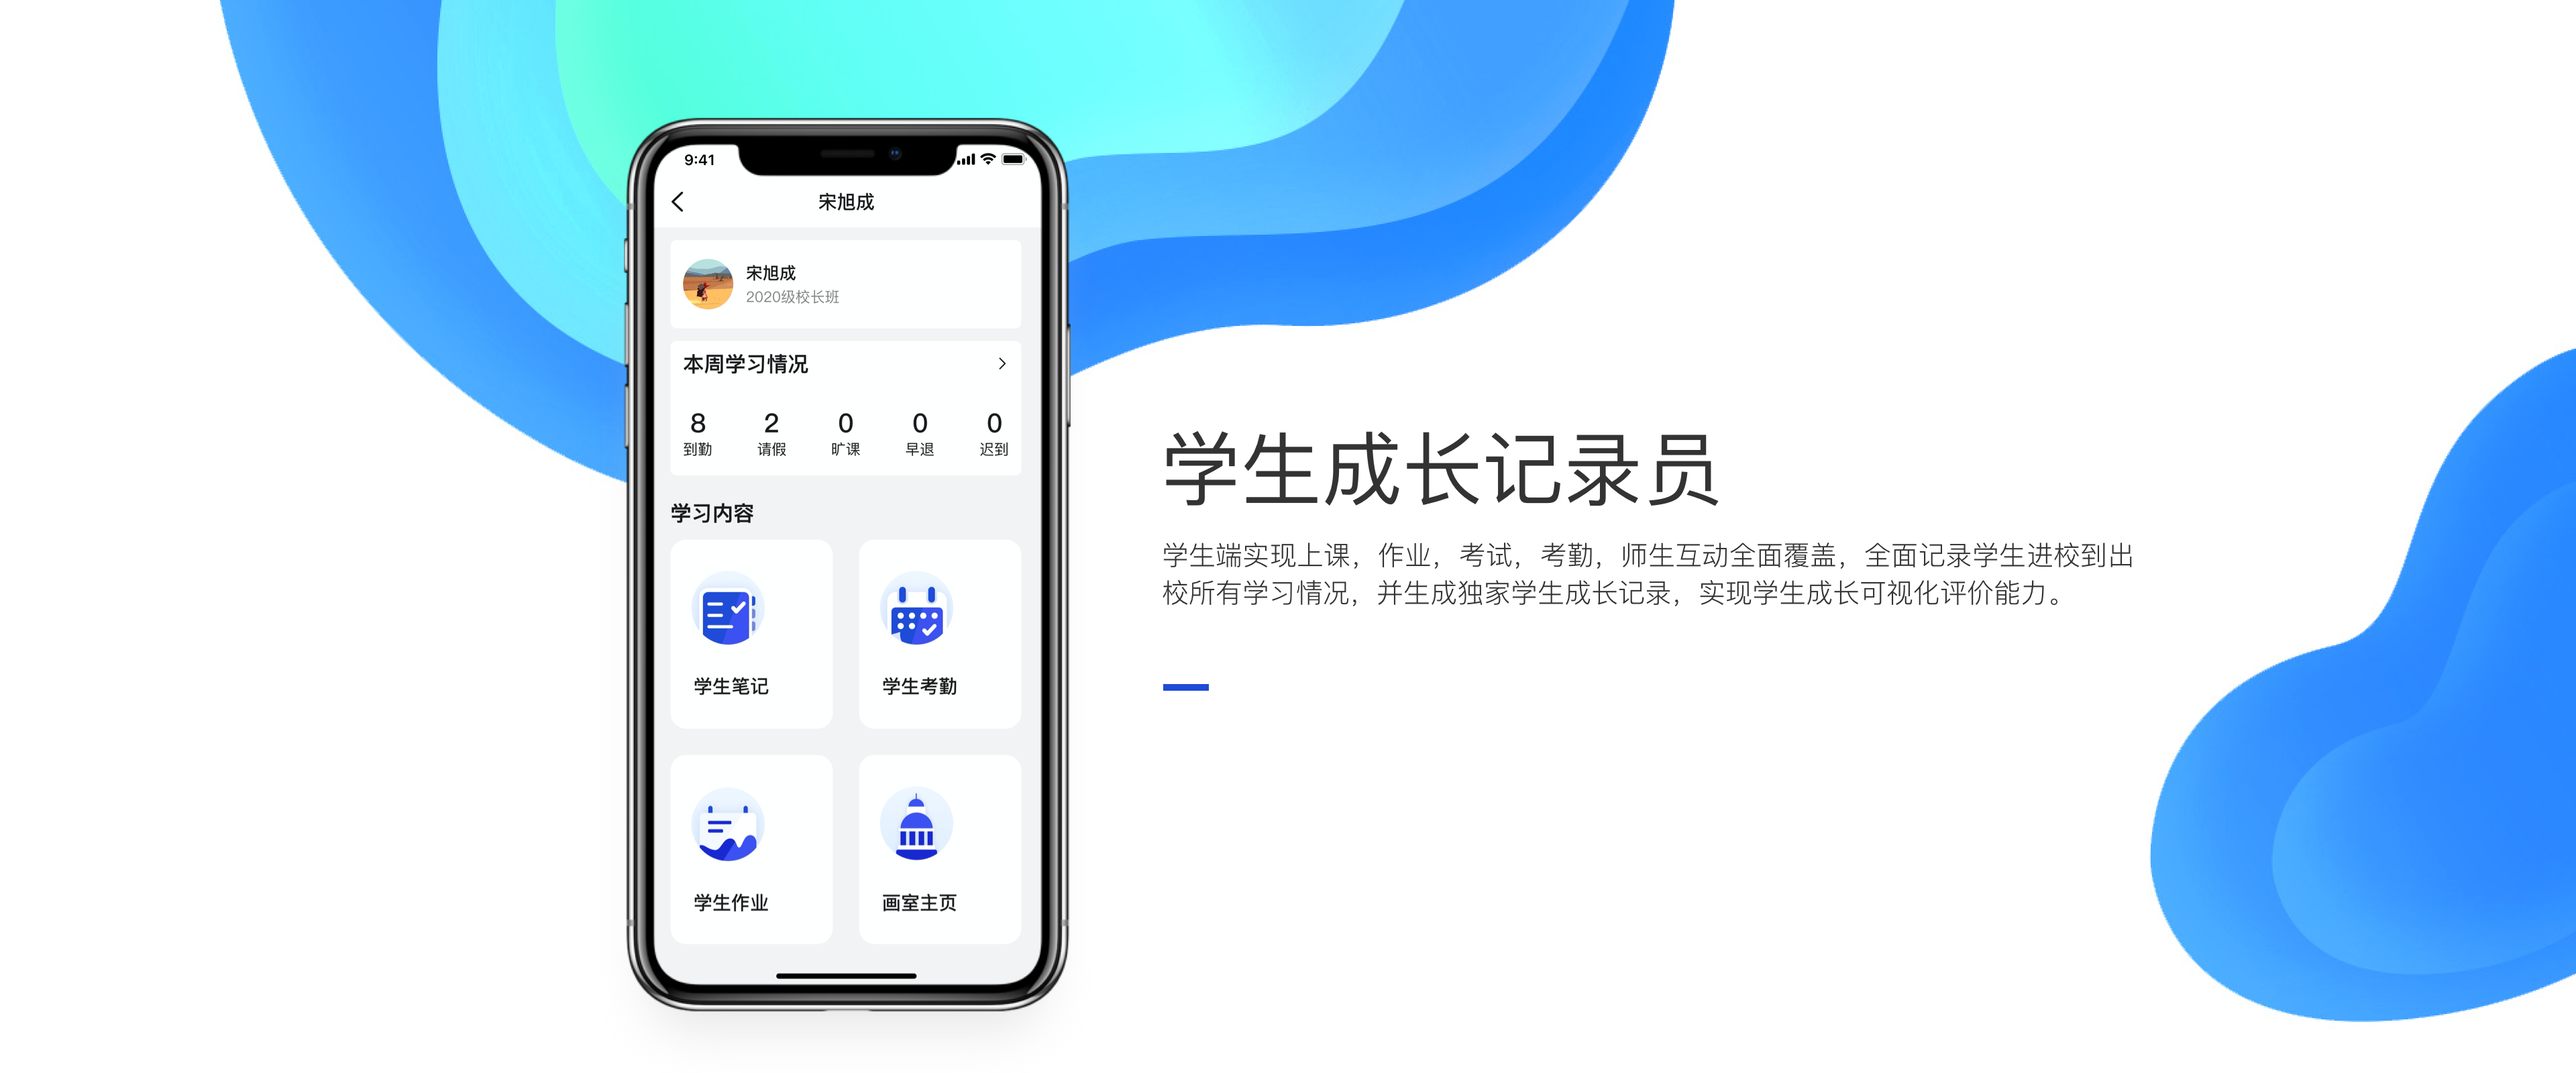 9:41
宋旭成
宋旭成
2020级校长班
本周学习情况
8 2 0 0 0
到勤 请假 旷课 早退 迟到
学习内容
学生笔记 学生考勤
学生作业 画室主页
学生成长记录员
学生端实现上课，作业，考试，考勤，师生互动全面覆盖，全面记录学生进校到出
校所有学习情况，并生成独家学生成长记录，实现学生成长可视化评价能力。